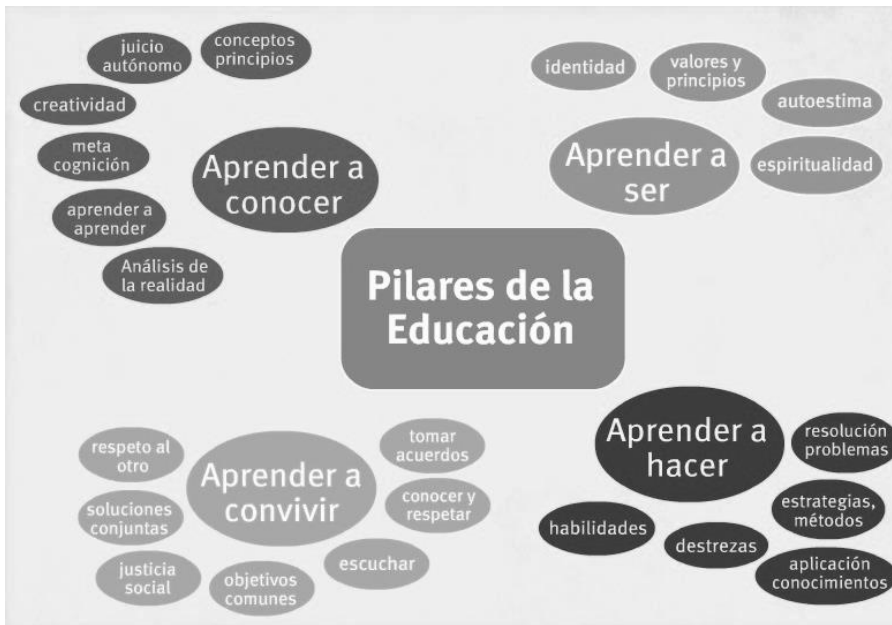 juicio
autónomo
conceptos
principios
creatividad
meta
cognición
aprender a
aprender
Análisis de
la realidad
Aprender a
conocer
identidad
valores y
principios
autoestima
espiritualidad
Aprender a
ser
Pilares de la
Educación
respeto al
otro
soluciones
conjuntas
justicia
social
objetivos
comunes
escuchar
conocer y
respetar
tomar
acuerdos
Aprender a
convivir
Aprender a
hacer
resolución
problemas
estrategias,
métodos
aplicación
conocimientos
destrezas
habilidades